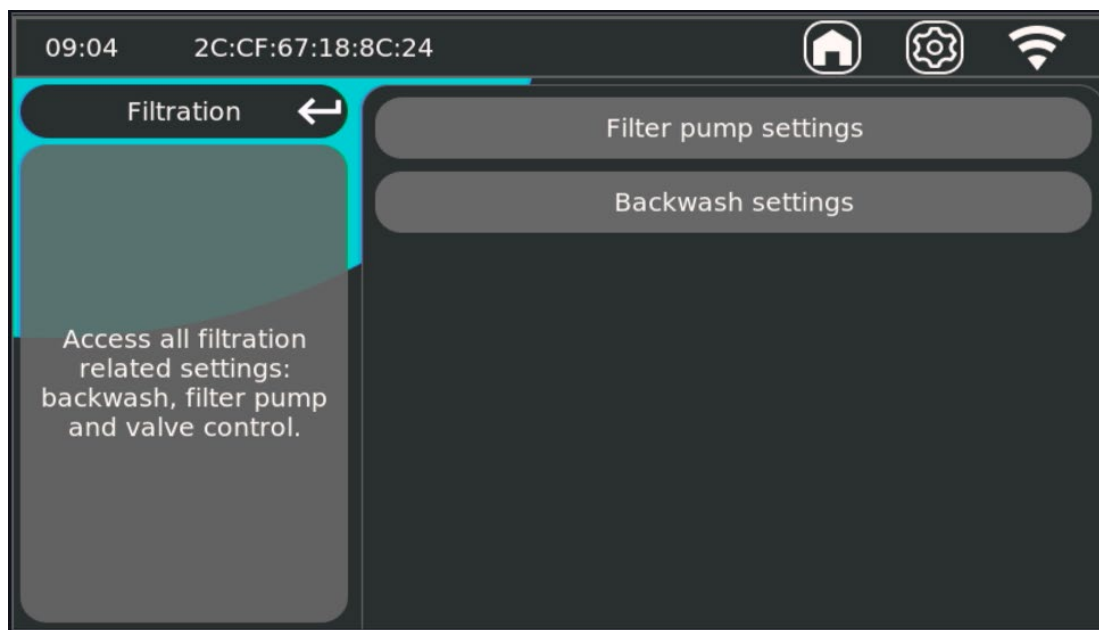 09:04 2C:CF:67:18:8C:24
Filtration
Access all filtration
related settings:
backwash, filter pump
and valve control.
Filter pump settings
Backwash settings